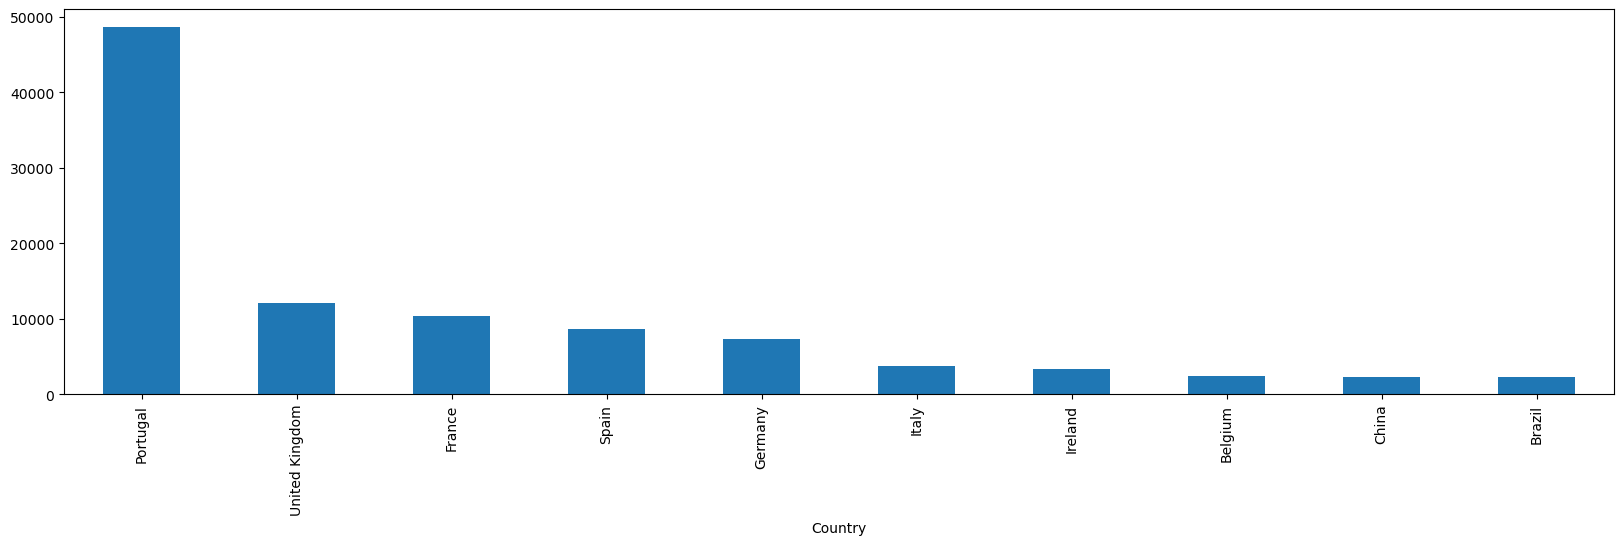 50000
40000
30000
20000
10000
0
Portugal
United Kingdom
France
Spain
Germany
Italy
Ireland
Belgium
China
Brazil
Country